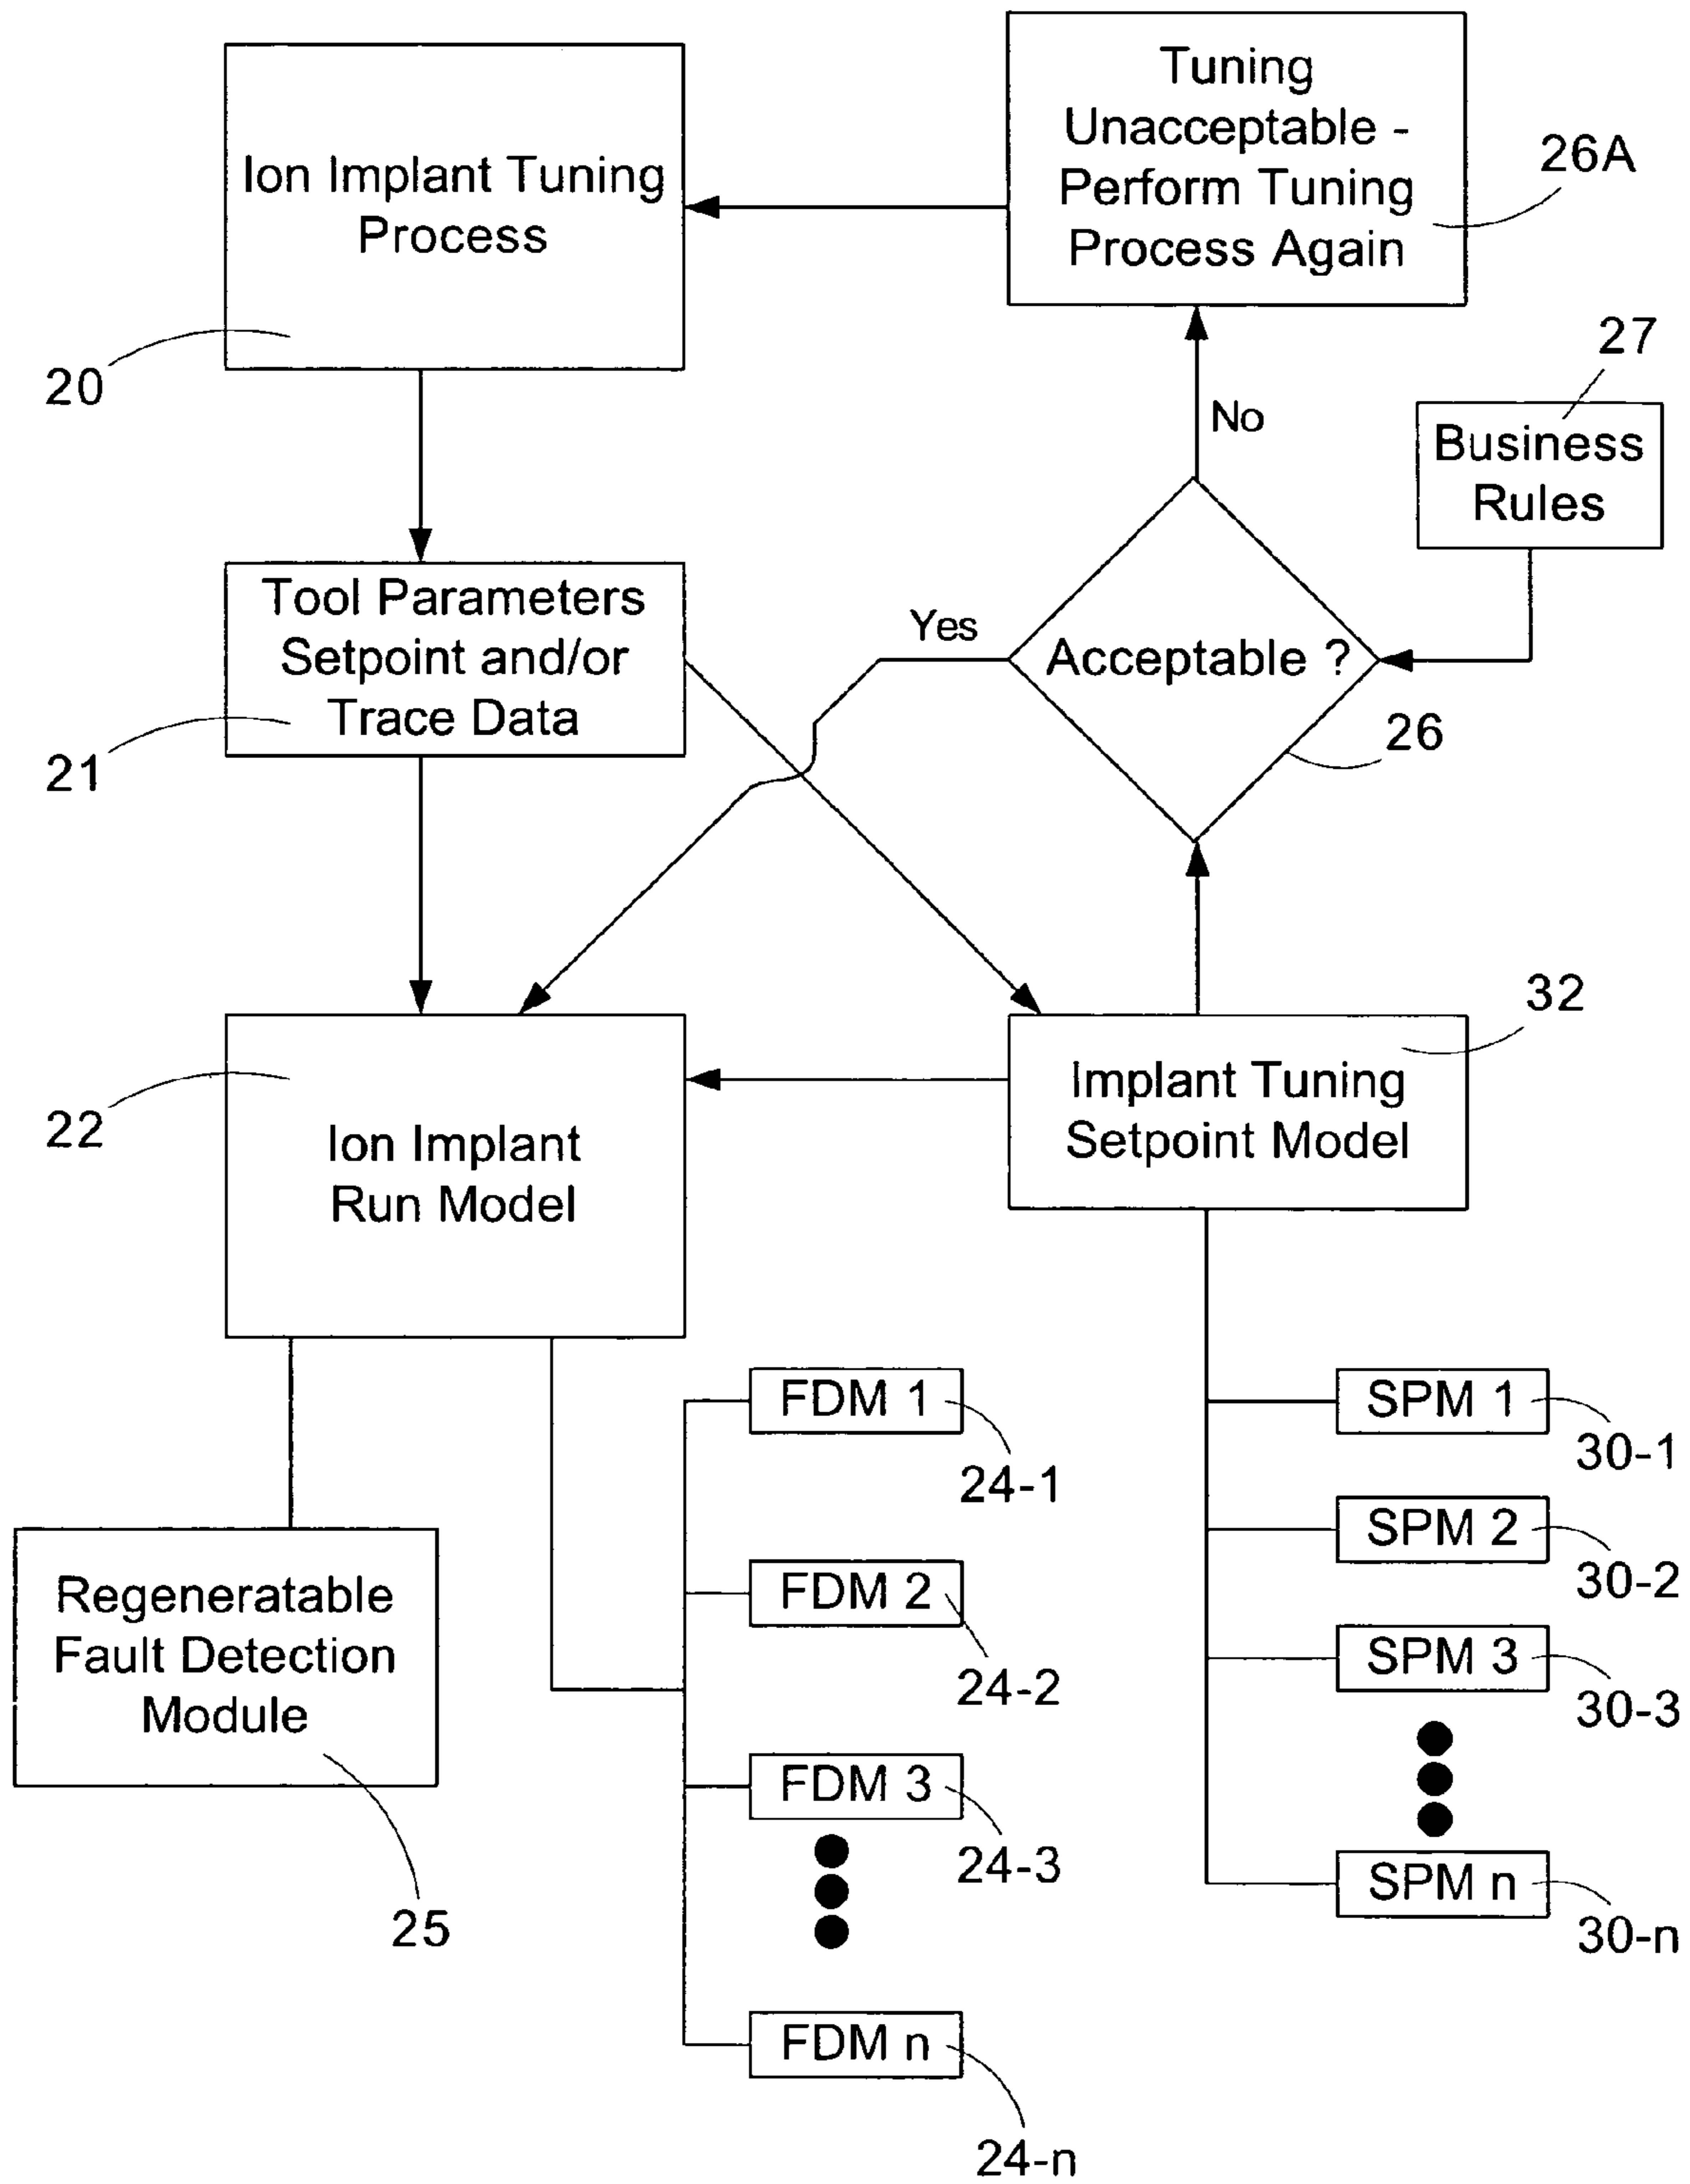 Ion Implant Tuning
Process
20
Tuning
Unacceptable -
Perform Tuning
Process Again
26A
27
Business
Rules
No
Yes
Acceptable ?
26
Tool Parameters
Setpoint and/or
Trace Data
21
22
Ion Implant
Run Model
32
Implant Tuning
Setpoint Model
Regeneratable
Fault Detection
Module
25
FDM 1
24-1
FDM 2
24-2
FDM 3
24-3
FDM n
24-n
SPM 1
30-1
SPM 2
30-2
SPM 3
30-3
SPM n
30-n